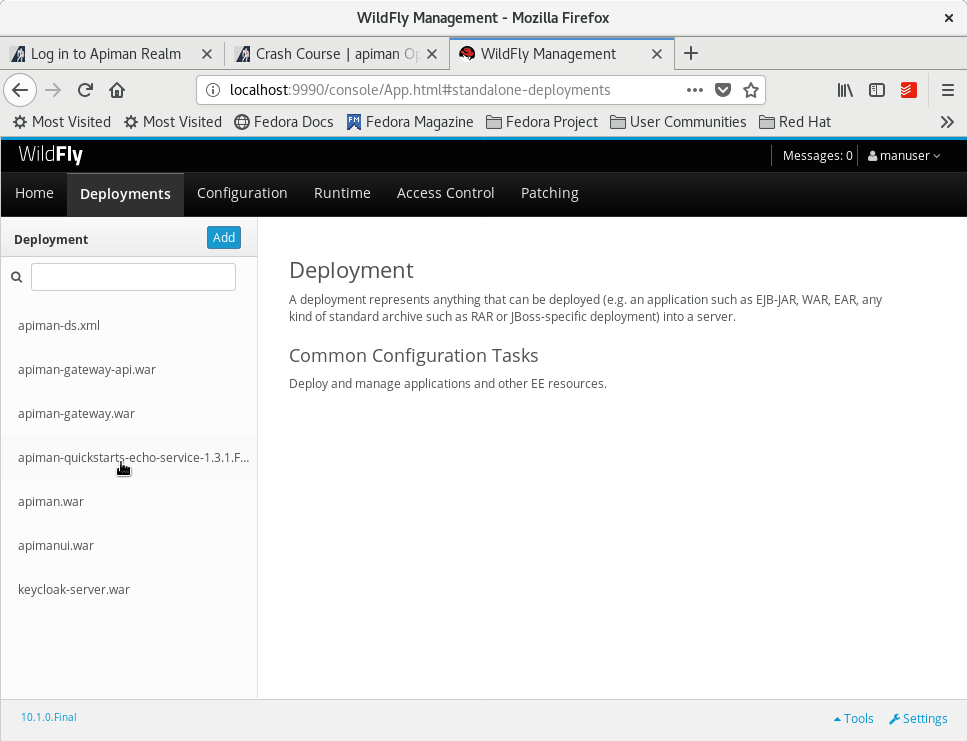 WildFly Management - Mozilla Firefox
Log in to Apiman Realm
Crash Course | apiman Op
WildFly Management
localhost:9990/console/App.html#standalone-deployments
Most Visited
Most Visited
Fedora Docs
Fedora Magazine
Fedora Project
User Communities
Red Hat
WildFly
Messages: 0
manuser
Home
Deployments
Configuration
Runtime
Access Control
Patching
Deployment
Add
apiman-ds.xml
apiman-gateway-api.war
apiman-gateway.war
apiman-quickstarts-echo-service-1.3.1.F...
apiman.war
apimanui.war
keycloak-server.war
Deployment
A deployment represents anything that can be deployed (e.g. an application such as EJB-JAR, WAR, EAR, any
kind of standard archive such as RAR or JBoss-specific deployment) into a server.
Common Configuration Tasks
Deploy and manage applications and other EE resources.
10.1.0.Final
Tools
Settings